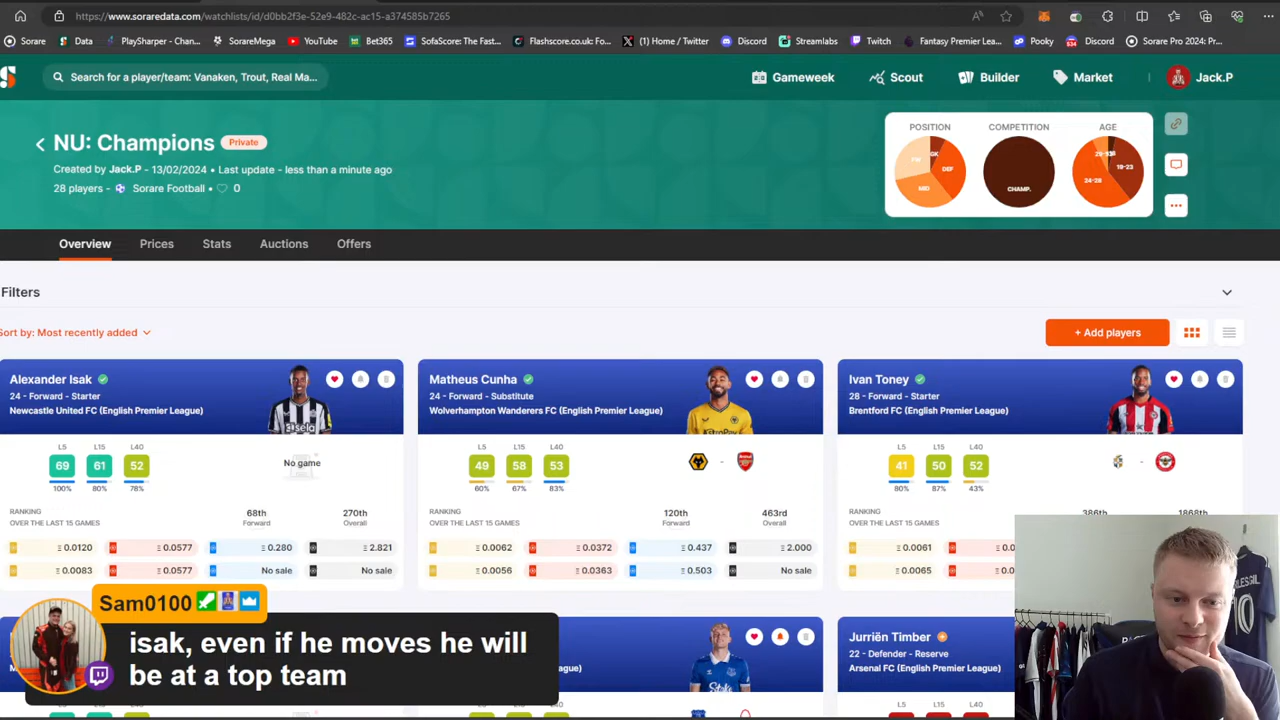 https://www.soraredata.com/watchlists/id/d0bb2f3e-52e9-482c-ac15-a374585b7265
Sorare Data PlaySharper - Chan... SorareMega YouTube Bet365 SofaScore: The Fast... Flashscore.co.uk: Fo... (1) Home / Twitter Discord Streamlabs Twitch Fantasy Premier Lea... Pooky Discord Sorare Pro 2024: Pr...
Search for a player/team: Vanaken, Trout, Real Ma...
Gameweek Scout Builder Market Jack.P
NU: Champions Private
Created by Jack.P - 13/02/2024 • Last update - less than a minute ago
28 players - Sorare Football • 0
POSITION COMPETITION AGE
FW GK DEF MID
CHAMP.
19-23 24-28
Overview Prices Stats Auctions Offers
Filters
Sort by: Most recently added
+ Add players
Alexander Isak
24 - Forward - Starter
Newcastle United FC (English Premier League)
L5 L15 L40
69 61 52
100% 80% 78%
No game
RANKING
OVER THE LAST 15 GAMES
68th
Forward
270th
Overall
Ξ 0.0120 Ξ 0.0577 Ξ 0.280 Ξ 2.821
Ξ 0.0083 Ξ 0.0577 No sale No sale
Matheus Cunha
24 - Forward - Substitute
Wolverhampton Wanderers FC (English Premier League)
L5 L15 L40
49 58 53
60% 67% 83%
-
RANKING
OVER THE LAST 15 GAMES
120th
Forward
463rd
Overall
Ξ 0.0062 Ξ 0.0372 Ξ 0.437 Ξ 2.000
Ξ 0.0056 Ξ 0.0363 Ξ 0.503 No sale
Ivan Toney
28 - Forward - Starter
Brentford FC (English Premier League)
L5 L15 L40
41 50 52
80% 87% 43%
-
RANKING
OVER THE LAST 15 GAMES
386th
1868th
Ξ 0.0061
Ξ 0.0065
Jurriën Timber
22 - Defender - Reserve
Arsenal FC (English Premier League)
L5 L15 L40
Sam0100
isak, even if he moves he will
be at a top team